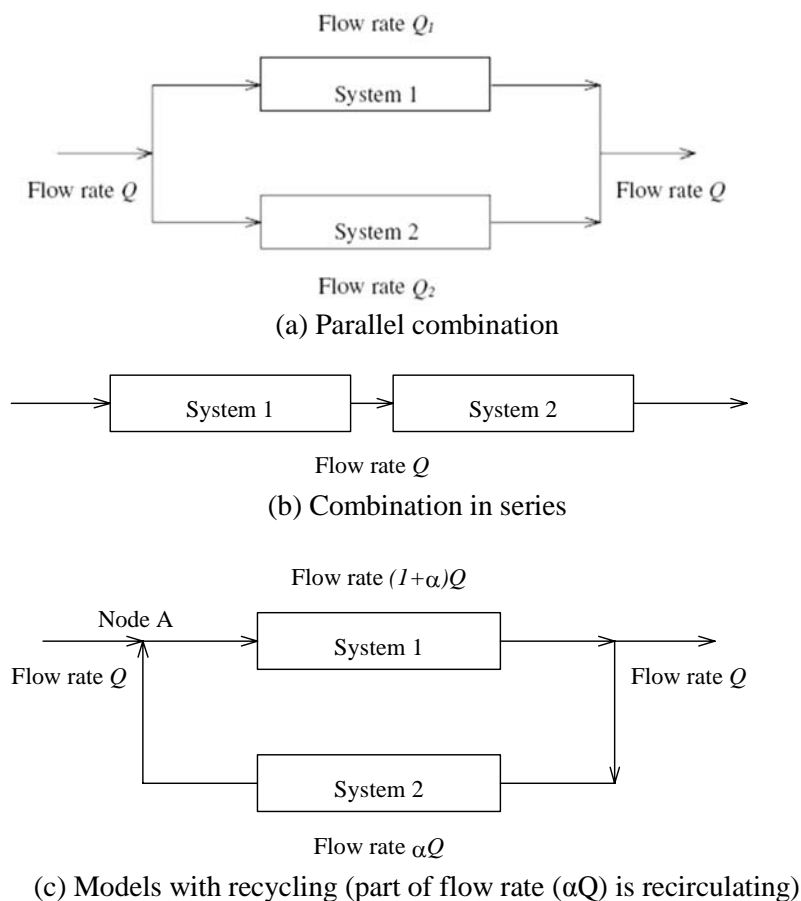 Flow rate Q₁
System 1
Flow rate Q
Flow rate Q
System 2
Flow rate Q₂
(a) Parallel combination
System 1
System 2
Flow rate Q
(b) Combination in series
Flow rate (1+α)Q
Node A
System 1
Flow rate Q
Flow rate Q
System 2
Flow rate αQ
(c) Models with recycling (part of flow rate (αQ) is recirculating)